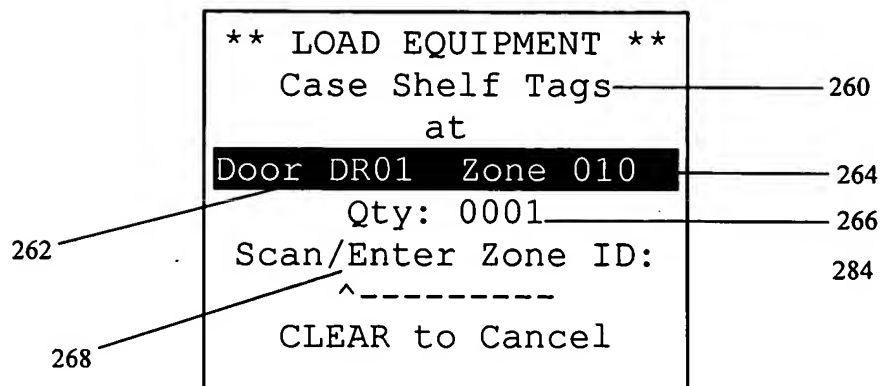 ** LOAD EQUIPMENT **
Case Shelf Tags 260
at
Door DR01 Zone 010 264
Qty: 0001 266
262
Scan/Enter Zone ID: 284
^---------
CLEAR to Cancel
268